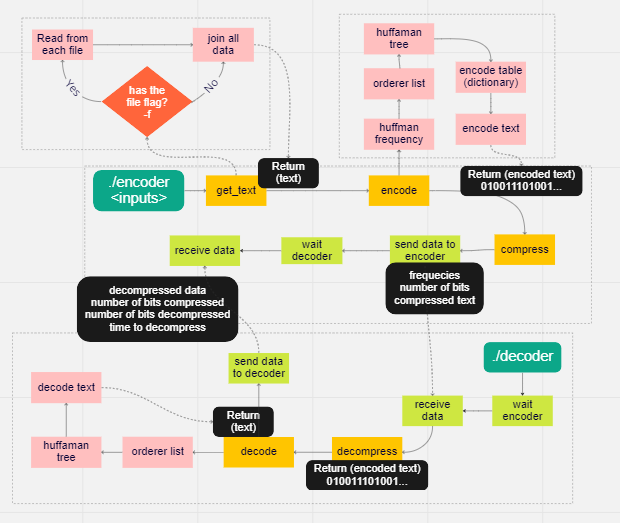 Read from
each file
join all
data
has the
file flag?
-f
Yes
No
huffaman
tree
orderer list
huffman
frequency
encode table
(dictionary)
encode text
./encoder
<inputs>
get_text
Return
(text)
encode
Return (encoded text)
010011101001...
receive data
wait
decoder
send data to
encoder
compress
decompressed data
number of bits compressed
number of bits decompressed
time to decompress
frequecies
number of bits
compressed text
./decoder
send data
to decoder
decode text
Return
(text)
receive
data
wait
encoder
huffaman
tree
orderer list
decode
decompress
Return (encoded text)
010011101001...